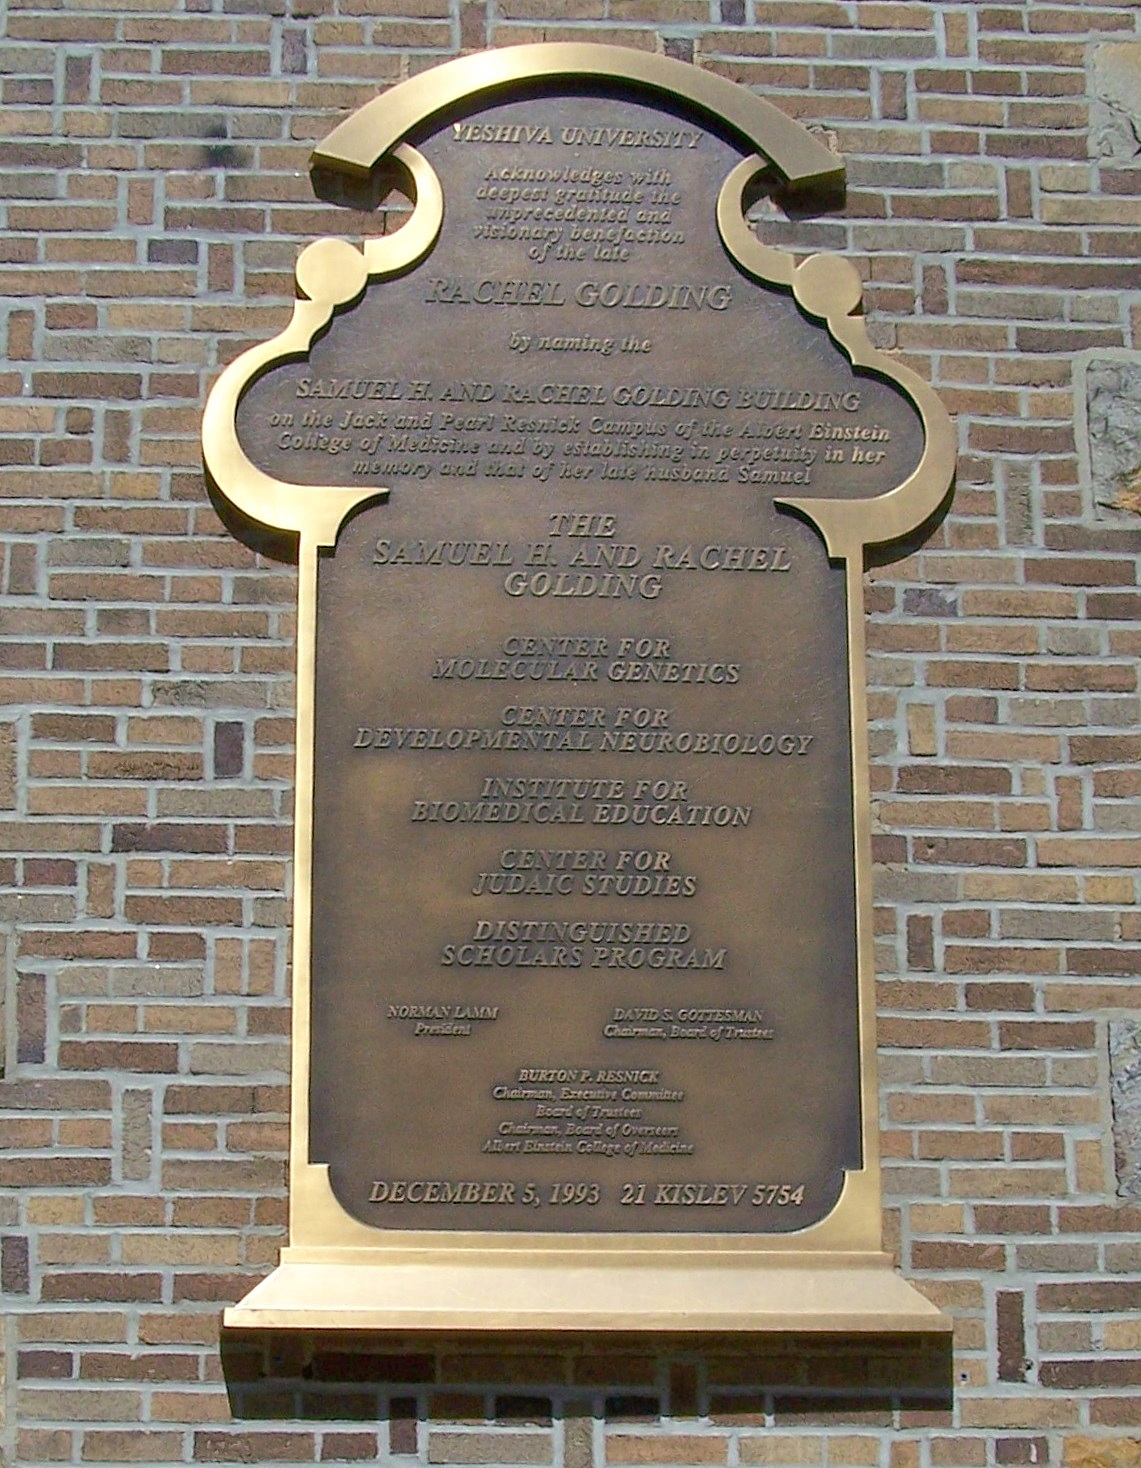 YESHIVA UNIVERSITY
Acknowledges with
deepest gratitude the
unprecedented and
visionary benefaction
of the late
RACHEL GOLDING
by naming the
SAMUEL H. AND RACHEL GOLDING BUILDING
on the Jack and Pearl Resnick Campus of the Albert Einstein
College of Medicine and by establishing in perpetuity in her
memory and that of her late husband Samuel
THE
SAMUEL H. AND RACHEL
GOLDING
CENTER FOR
MOLECULAR GENETICS
CENTER FOR
DEVELOPMENTAL NEUROBIOLOGY
INSTITUTE FOR
BIOMEDICAL EDUCATION
CENTER FOR
JUDAIC STUDIES
DISTINGUISHED
SCHOLARS PROGRAM
NORMAN LAMM
President
DAVID S. GOTTESMAN
Chairman, Board of Trustees
BURTON P. RESNICK
Chairman, Executive Committee
Board of Trustees
Chairman, Board of Overseers
Albert Einstein College of Medicine
DECEMBER 5, 1993 21 KISLEV 5754